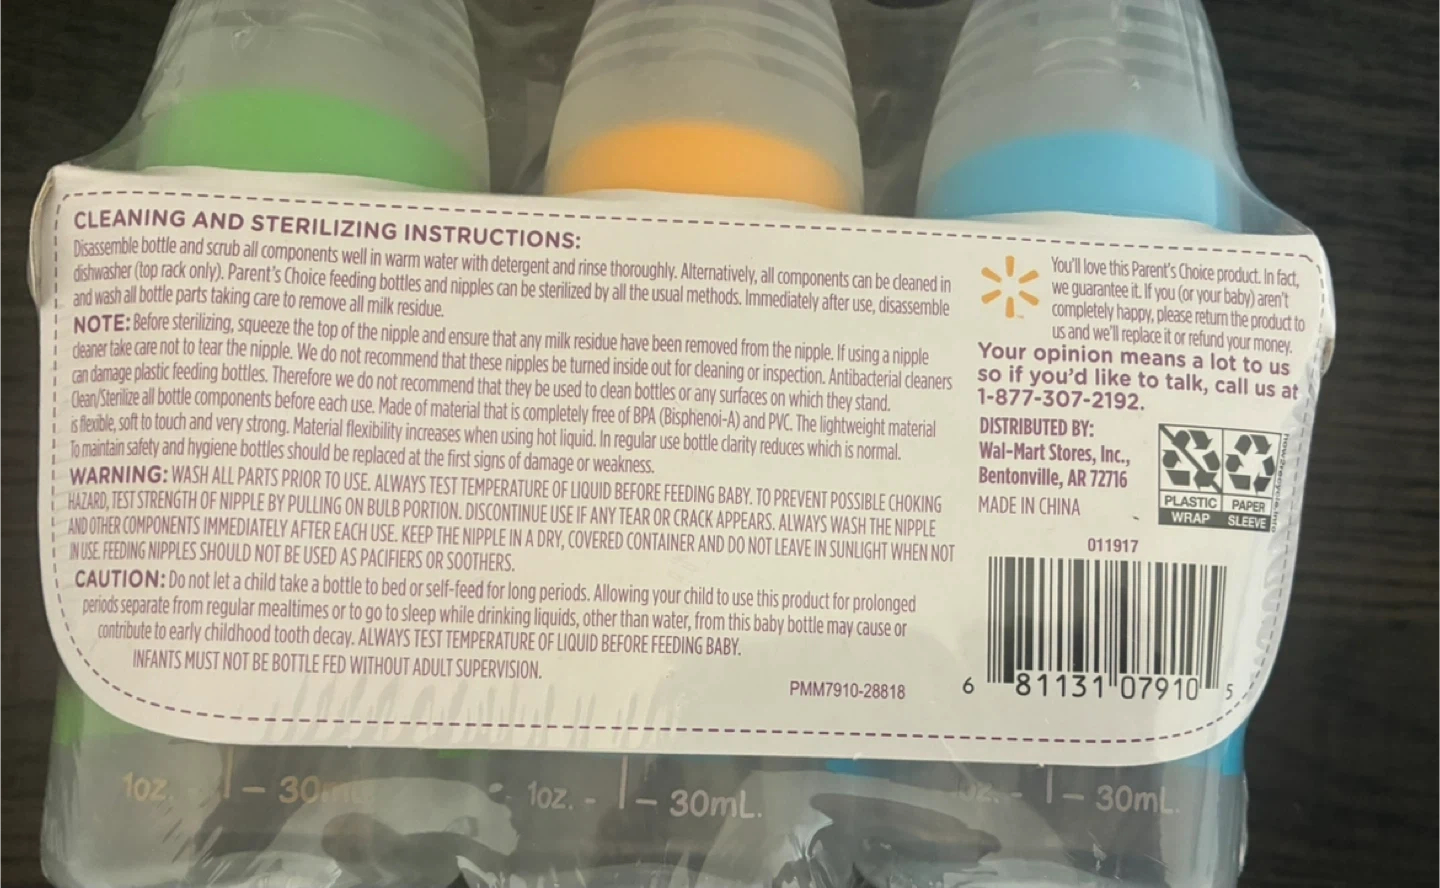 CLEANING AND STERILIZING INSTRUCTIONS:
Disassemble bottle and scrub all components well in warm water with detergent and rinse thoroughly. Alternatively, all components can be cleaned in
dishwasher (top rack only). Parent's Choice feeding bottles and nipples can be sterilized by all the usual methods. Immediately after use, disassemble
and wash all bottle parts taking care to remove all milk residue.
NOTE: Before sterilizing, squeeze the top of the nipple and ensure that any milk residue have been removed from the nipple. If using a nipple
cleaner take care not to tear the nipple. We do not recommend that these nipples be turned inside out for cleaning or inspection. Antibacterial cleaners
can damage plastic feeding bottles. Therefore we do not recommend that they be used to clean bottles or any surfaces on which they stand.
Clean/Sterilize all bottle components before each use. Made of material that is completely free of BPA (Bisphenoi-A) and PVC. The lightweight material
is flexible, soft to touch and very strong. Material flexibility increases when using hot liquid. In regular use bottle clarity reduces which is normal.
To maintain safety and hygiene bottles should be replaced at the first signs of damage or weakness.
WARNING: WASH ALL PARTS PRIOR TO USE. ALWAYS TEST TEMPERATURE OF LIQUID BEFORE FEEDING BABY. TO PREVENT POSSIBLE CHOKING
HAZARD, TEST STRENGTH OF NIPPLE BY PULLING ON BULB PORTION. DISCONTINUE USE IF ANY TEAR OR CRACK APPEARS. ALWAYS WASH THE NIPPLE
AND OTHER COMPONENTS IMMEDIATELY AFTER EACH USE. KEEP THE NIPPLE IN A DRY, COVERED CONTAINER AND DO NOT LEAVE IN SUNLIGHT WHEN NOT
IN USE. FEEDING NIPPLES SHOULD NOT BE USED AS PACIFIERS OR SOOTHERS.
CAUTION: Do not let a child take a bottle to bed or self-feed for long periods. Allowing your child to use this product for prolonged
periods separate from regular mealtimes or to go to sleep while drinking liquids, other than water, from this baby bottle may cause or
contribute to early childhood tooth decay. ALWAYS TEST TEMPERATURE OF LIQUID BEFORE FEEDING BABY.
INFANTS MUST NOT BE BOTTLE FED WITHOUT ADULT SUPERVISION.
PMM7910-28818
You'll love this Parent's Choice product. In fact,
we guarantee it. If you (or your baby) aren't
completely happy, please return the product to
us and we'll replace it or refund your money.
Your opinion means a lot to us
so if you'd like to talk, call us at
1-877-307-2192.
DISTRIBUTED BY:
Wal-Mart Stores, Inc.,
Bentonville, AR 72716
MADE IN CHINA
PLASTIC PAPER
WRAP SLEEVE
how2recycle.info
011917
6 81131 07910 5
1oz. - 30mL
1oz. - - 30mL.
oz. - - 30mL.